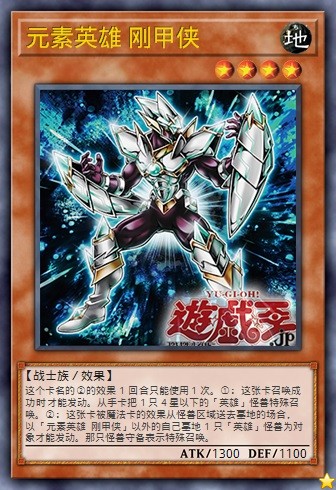 元素英雄 刚甲侠
地
YU-GI-OH!
遊戯王
.JP
【战士族／效果】
这个卡名的②的效果1回合只能使用1次。①：这张卡召唤成
功时才能发动。从手卡把1只4星以下的「英雄」怪兽特殊召
唤。②：这张卡被魔法卡的效果从怪兽区域送去墓地的场合，
以「元素英雄 刚甲侠」以外的自己墓地1只「英雄」怪兽为对
象才能发动。那只怪兽守备表示特殊召唤。
ATK/1300 DEF/1100